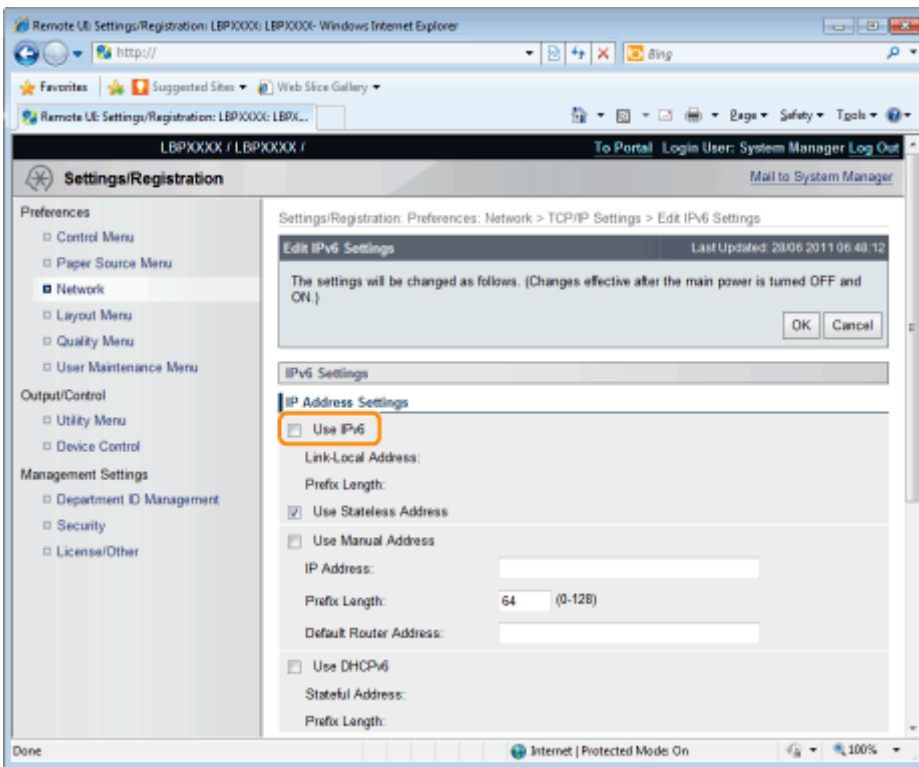 Remote UI: Settings/Registration: LBPXXXX: LBPXXXX- Windows Internet Explorer
http://
Bing
Favorites Suggested Sites Web Slice Gallery
Remote UI: Settings/Registration: LBPXXXX: LBPX... Page Safety Tools
LBPXXXX / LBPXXXX / To Portal Login User: System Manager Log Out
Settings/Registration Mail to System Manager
Preferences
Control Menu
Paper Source Menu
Network
Layout Menu
Quality Menu
User Maintenance Menu
Output/Control
Utility Menu
Device Control
Management Settings
Department ID Management
Security
License/Other
Settings/Registration: Preferences: Network > TCP/IP Settings > Edit IPv6 Settings
Edit IPv6 Settings Last Updated: 28/06 2011 06:48:12
The settings will be changed as follows. (Changes effective after the main power is turned OFF and
ON.)
OK Cancel
IPv6 Settings
IP Address Settings
Use IPv6
Link-Local Address:
Prefix Length:
Use Stateless Address
Use Manual Address
IP Address:
Prefix Length: 64 (0-128)
Default Router Address:
Use DHCPv6
Stateful Address:
Prefix Length:
Done Internet | Protected Mode: On 100%